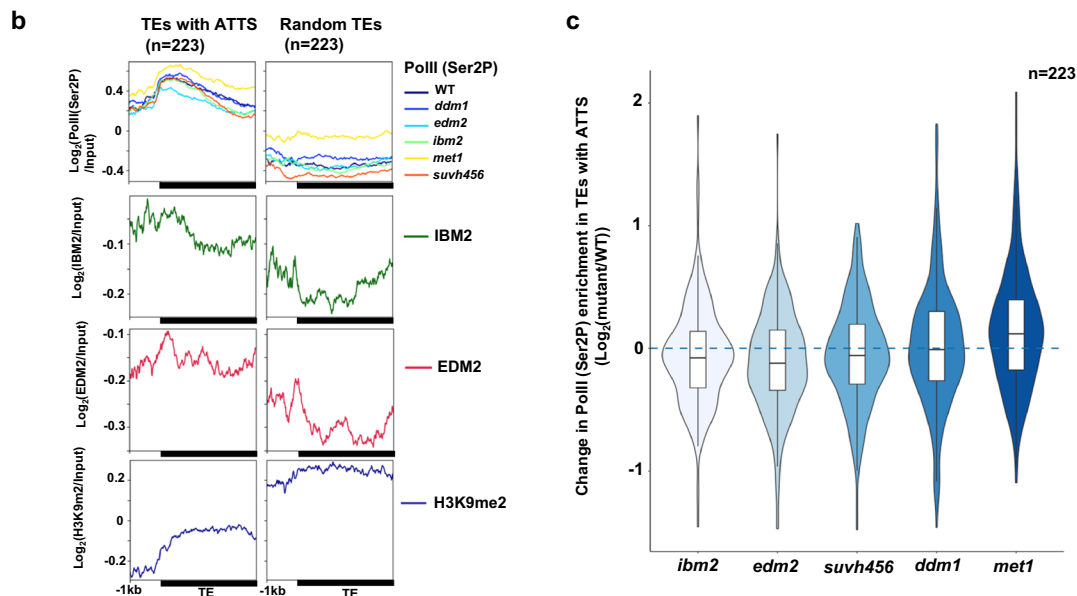 b
TEs with ATTS
(n=223)
Random TEs
(n=223)
Log2(PolII(Ser2P)
/Input)
0.4
0
-0.4
PolII (Ser2P)
WT
ddm1
edm2
ibm2
met1
suvh456
Log2(IBM2/Input)
-0.1
-0.2
IBM2
Log2(EDM2/Input)
-0.1
-0.2
-0.3
EDM2
Log2(H3K9m2/Input)
0.2
0
-0.2
H3K9me2
-1kb
TE
-1kb
TE
c
n=223
Change in PolII (Ser2P) enrichment in TEs with ATTS
(Log2(mutant/WT))
2
1
0
-1
ibm2
edm2
suvh456
ddm1
met1